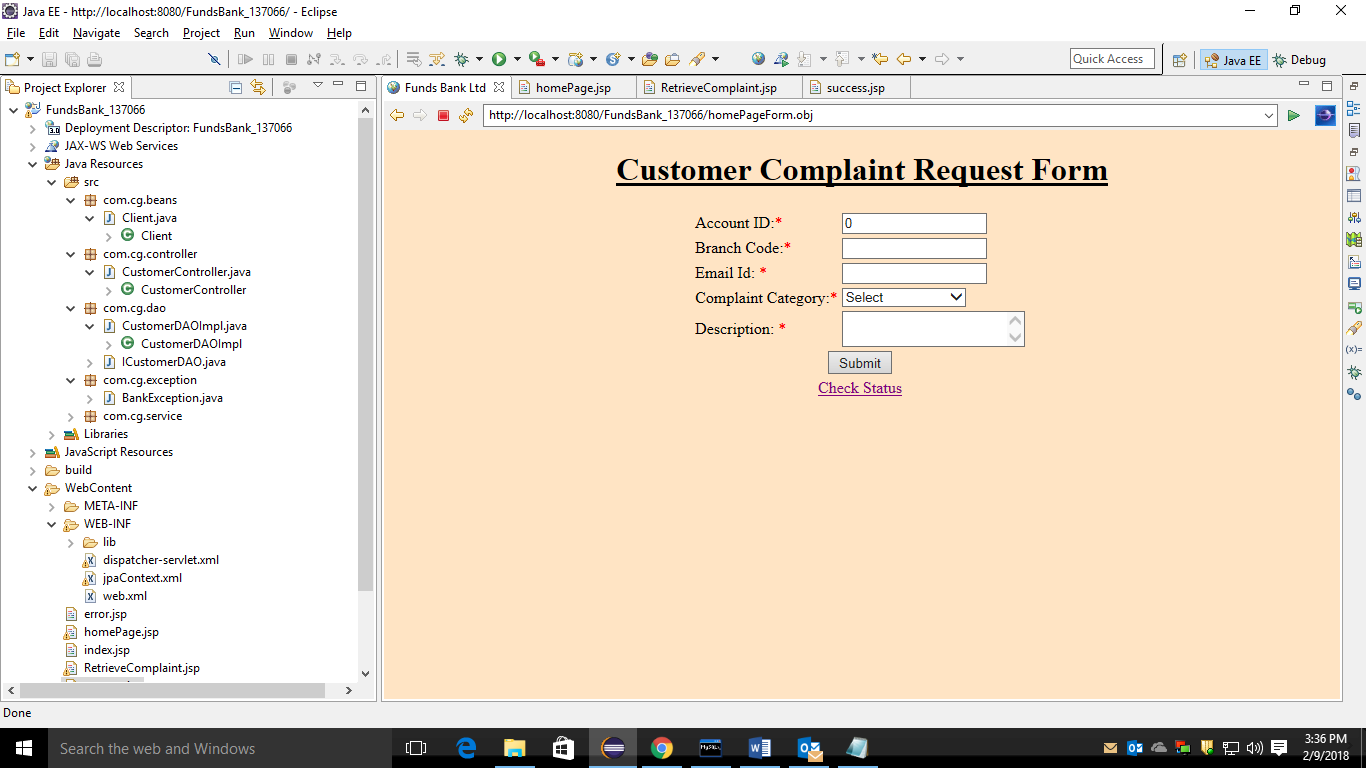 Java EE - http://localhost:8080/FundsBank_137066/ - Eclipse
File Edit Navigate Search Project Run Window Help
Quick Access
Java EE
Debug
Project Explorer
Funds Bank Ltd
homePage.jsp
RetrieveComplaint.jsp
success.jsp
http://localhost:8080/FundsBank_137066/homePageForm.obj
FundsBank_137066
Deployment Descriptor: FundsBank_137066
JAX-WS Web Services
Java Resources
src
com.cg.beans
Client.java
Client
com.cg.controller
CustomerController.java
CustomerController
com.cg.dao
CustomerDAOImpl.java
CustomerDAOImpl
ICustomerDAO.java
com.cg.exception
BankException.java
com.cg.service
Libraries
JavaScript Resources
build
WebContent
META-INF
WEB-INF
lib
dispatcher-servlet.xml
jpaContext.xml
web.xml
error.jsp
homePage.jsp
index.jsp
RetrieveComplaint.jsp
Customer Complaint Request Form
Account ID:* 0
Branch Code:*
Email Id: *
Complaint Category:* Select
Description: *
Submit
Check Status
(x)=
Done
Search the web and Windows
MySQL
3:36 PM
2/9/2018